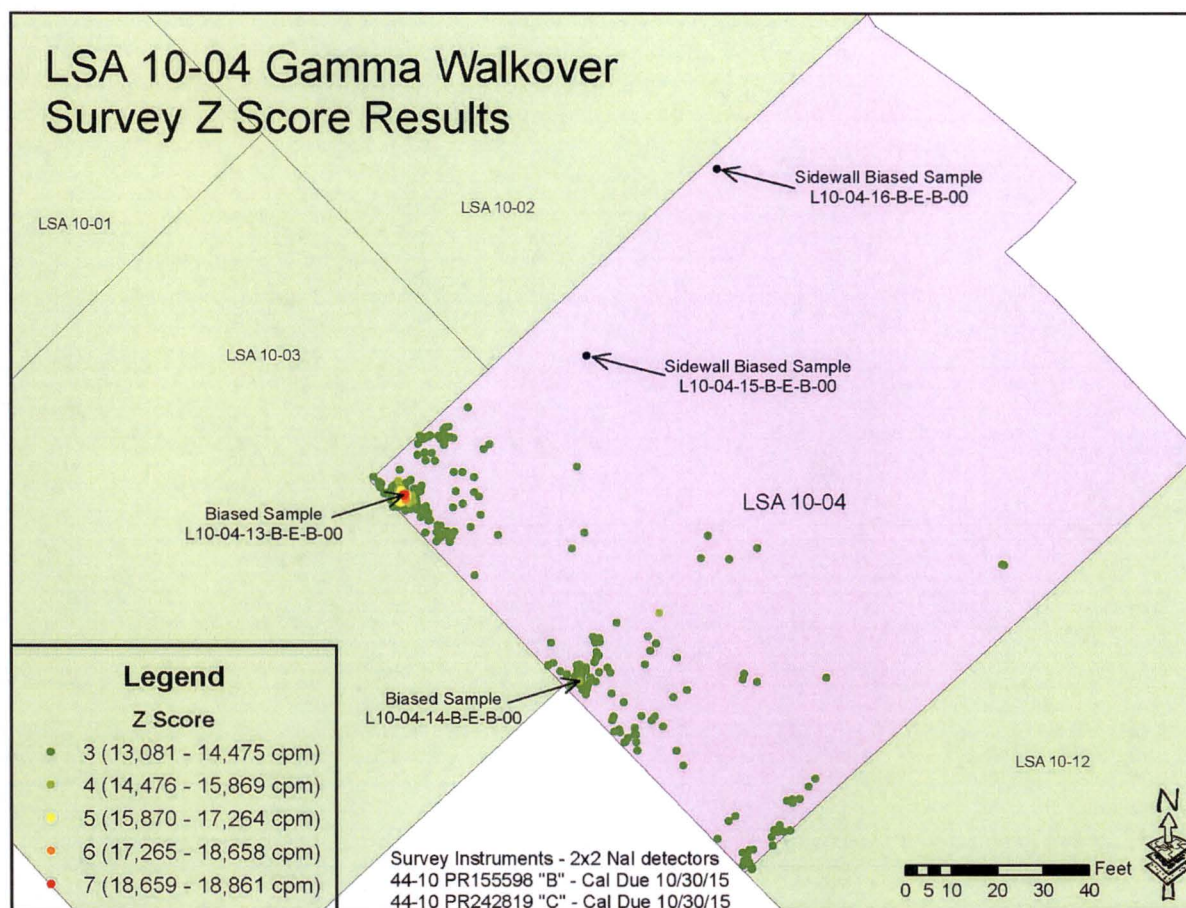 LSA 10-04 Gamma Walkover
Survey Z Score Results
LSA 10-01
LSA 10-02
LSA 10-03
Sidewall Biased Sample
L10-04-16-B-E-B-00
Sidewall Biased Sample
L10-04-15-B-E-B-00
LSA 10-04
Biased Sample
L10-04-13-B-E-B-00
Biased Sample
L10-04-14-B-E-B-00
LSA 10-12
Legend
Z Score
3 (13,081 - 14,475 cpm)
4 (14,476 - 15,869 cpm)
5 (15,870 - 17,264 cpm)
6 (17,265 - 18,658 cpm)
7 (18,659 - 18,861 cpm)
Survey Instruments - 2x2 NaI detectors
44-10 PR155598 "B" - Cal Due 10/30/15
44-10 PR242819 "C" - Cal Due 10/30/15
N
Feet
0 5 10 20 30 40